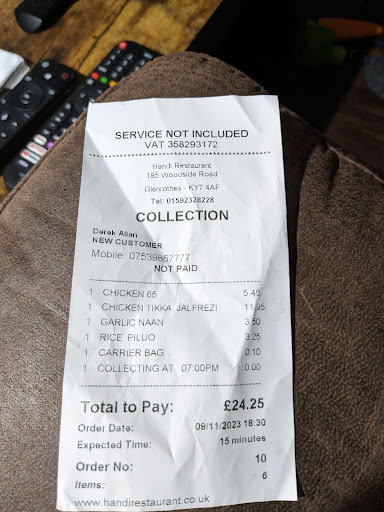 SERVICE NOT INCLUDED
VAT 358293172
Handi Restaurant
195 Woodside Road
Glenrothes - KY7 4AF
Tel: 01592328228
COLLECTION
Derek Allan
NEW CUSTOMER
Mobile: 07539867777
NOT PAID
1 CHICKEN 65 5.45
1 CHICKEN TIKKA JALFREZI 11.95
1 GARLIC NAAN 3.50
1 RICE PILUO 3.25
1 CARRIER BAG 0.10
1 COLLECTING AT 07:00PM 0.00
Total to Pay: £24.25
Order Date: 09/11/2023 18:30
Expected Time: 15 minutes
Order No: 10
Items: 6
www.handirestaurant.co.uk